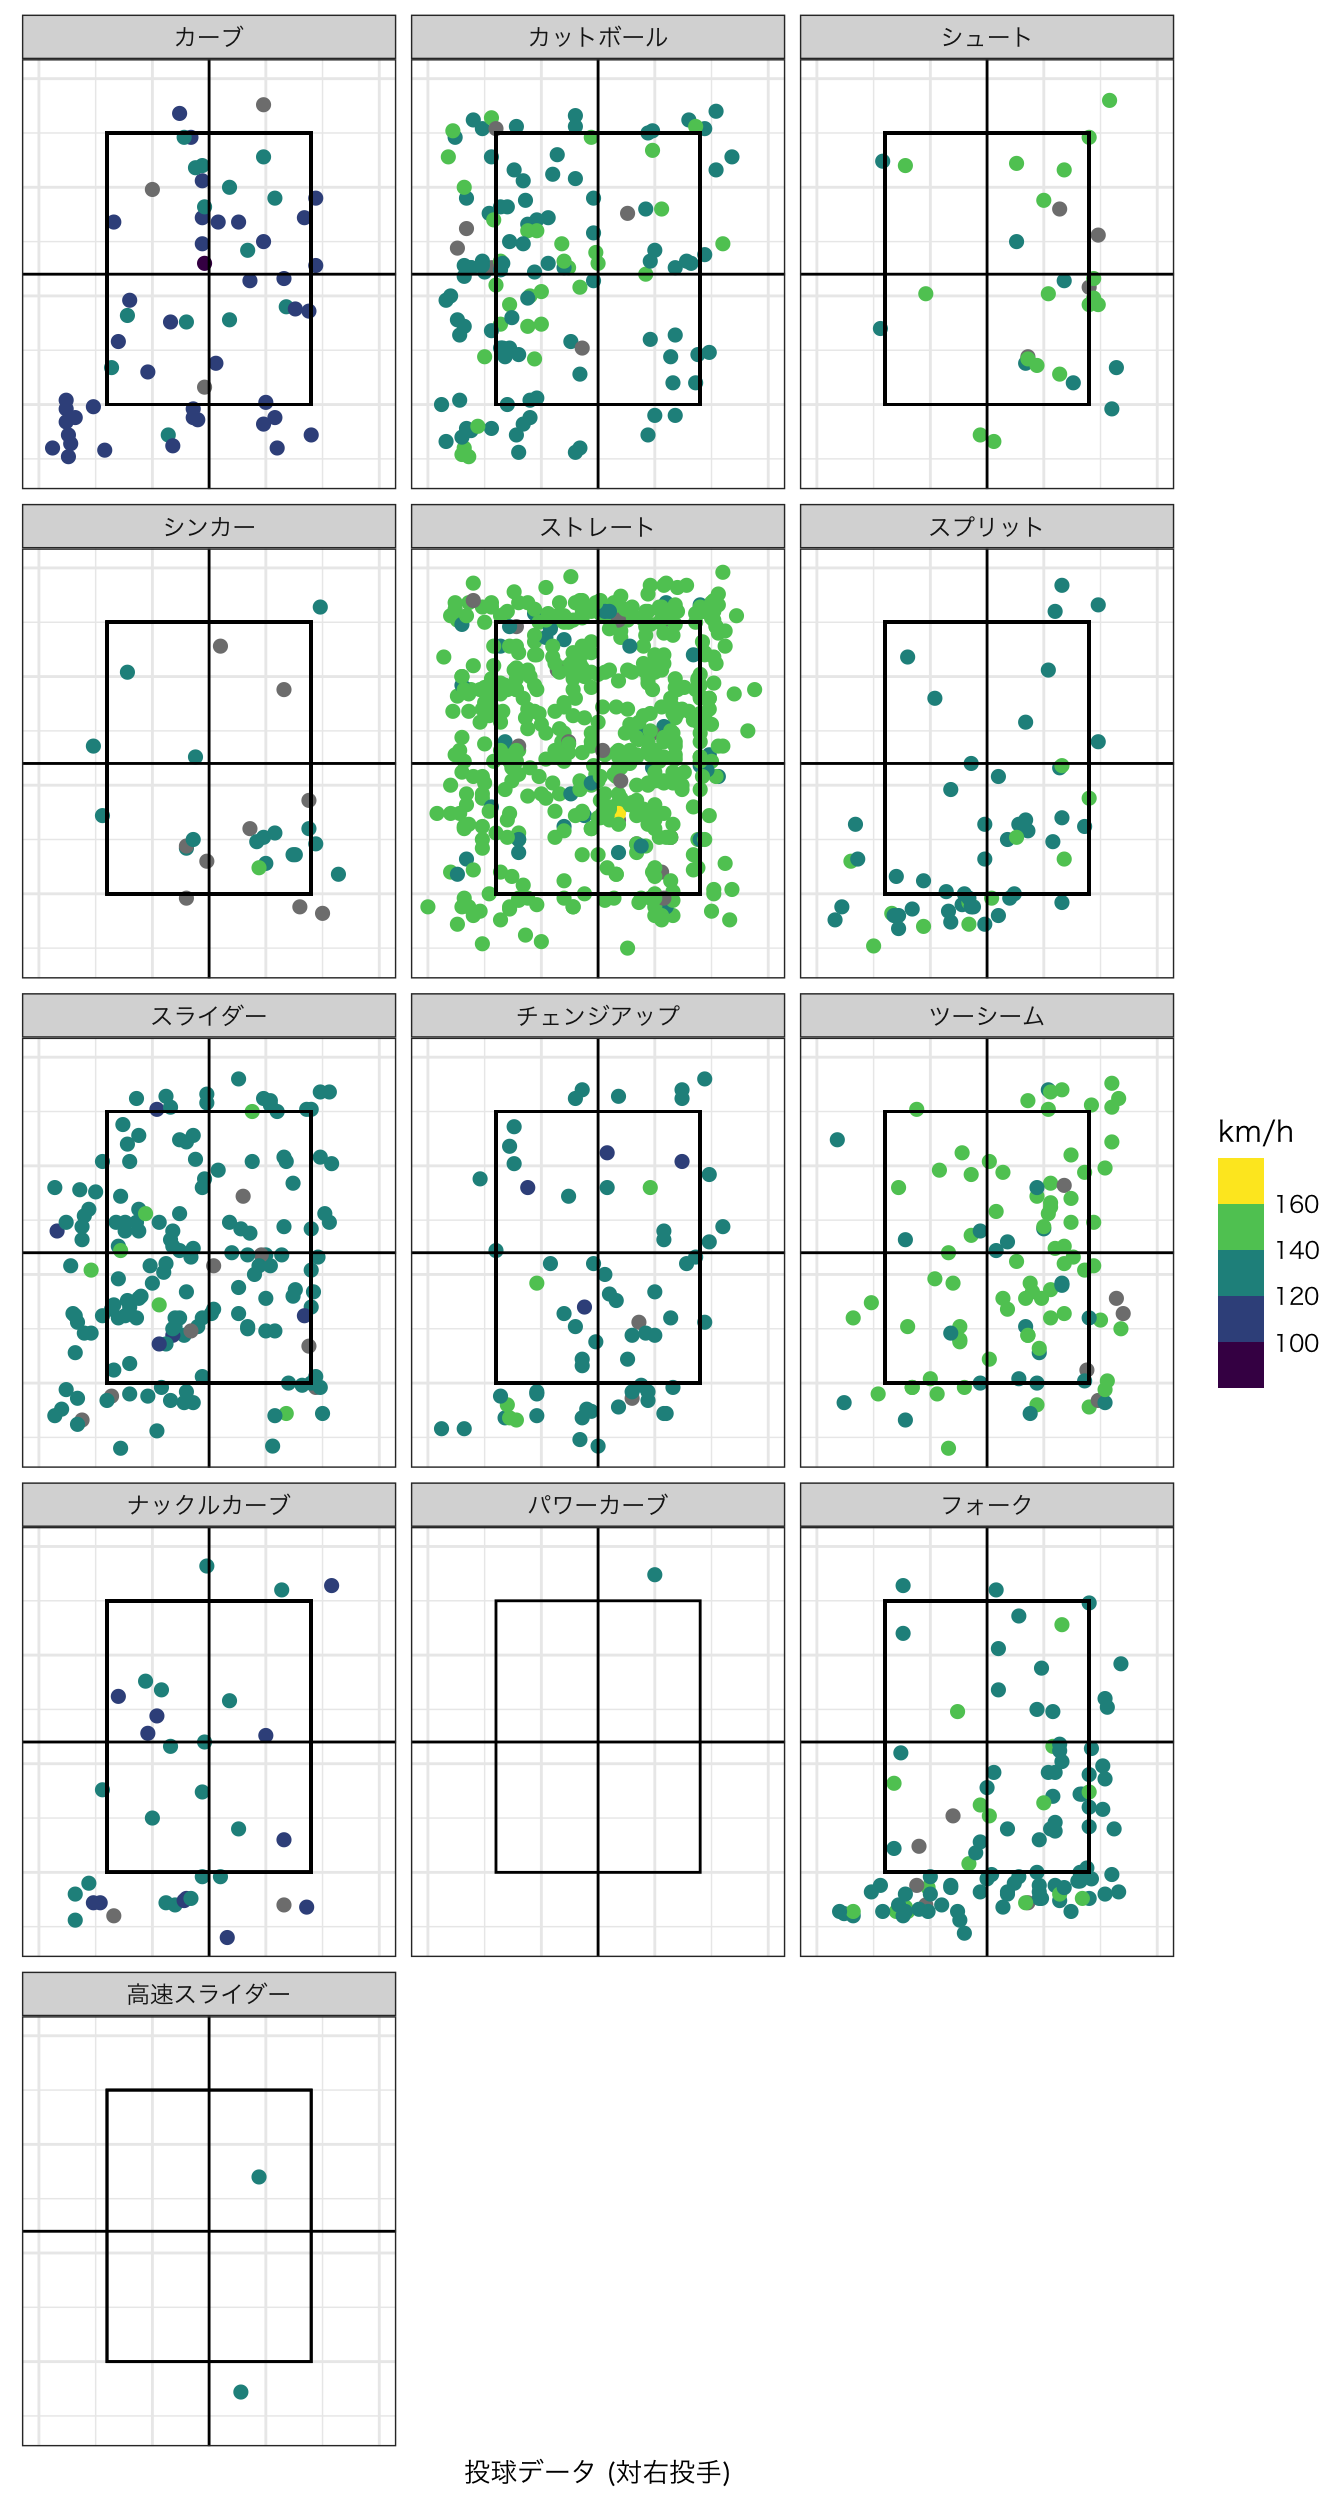 カーブ
カットボール
シュート
シンカー
ストレート
スプリット
スライダー
チェンジアップ
ツーシーム
km/h
160
140
120
100
ナックルカーブ
パワーカーブ
フォーク
高速スライダー
投球データ (対右投手)